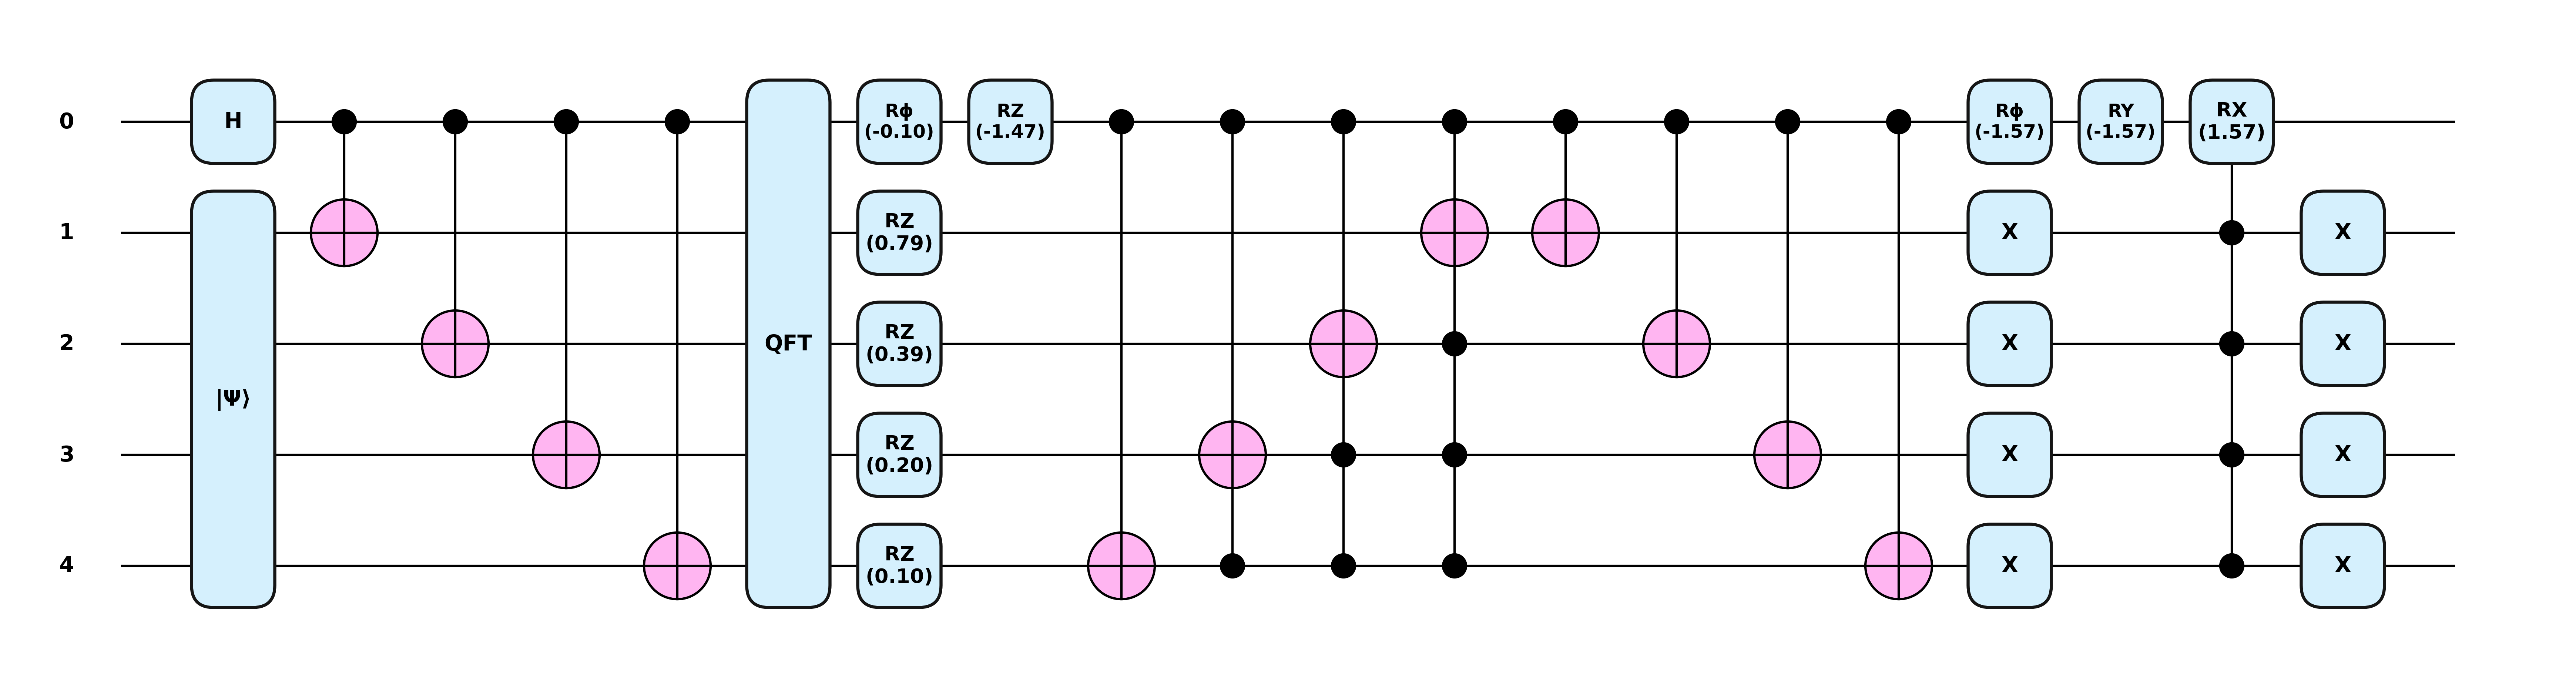 0
H
Rϕ
(-0.10)
RZ
(-1.47)
Rϕ
(-1.57)
RY
(-1.57)
RX
(1.57)
1
|Ψ⟩
RZ
(0.79)
X
X
2
QFT
RZ
(0.39)
X
X
3
RZ
(0.20)
X
X
4
RZ
(0.10)
X
X